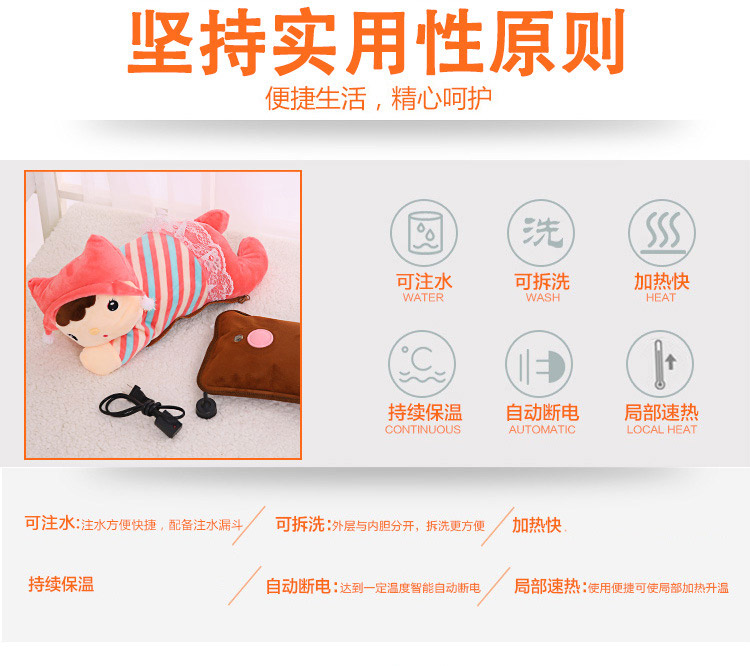 坚持实用性原则
便捷生活，精心呵护
洗
可注水 可拆洗 加热快
WATER WASH HEAT
°C
持续保温 自动断电 局部速热
CONTINUOUS AUTOMATIC LOCAL HEAT
可注水:注水方便快捷，配备注水漏斗 可拆洗:外层与内胆分开，拆洗更方便 加热快
持续保温 自动断电:达到一定温度智能自动断电 局部速热:使用便捷可使局部加热升温